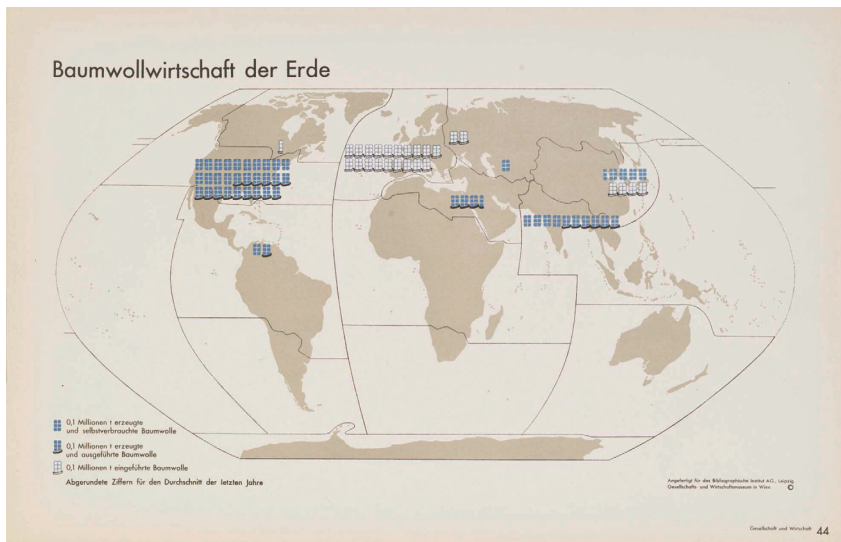 Baumwollwirtschaft der Erde
0,1 Millionen t erzeugte
und selbstverbrauchte Baumwolle
0,1 Millionen t erzeugte
und ausgeführte Baumwolle
0,1 Millionen t eingeführte Baumwolle
Abgerundete Ziffern für den Durchschnitt der letzten Jahre
Angefertigt für das Bibliographische Institut AG., Leipzig
Gesellschafts- und Wirtschaftsmuseum in Wien ©
Gesellschaft und Wirtschaft 44